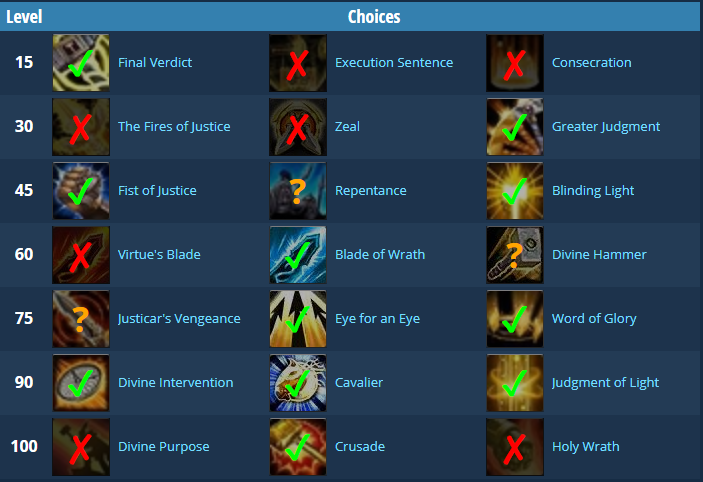 Level Choices
15 Final Verdict Execution Sentence Consecration
30 The Fires of Justice Zeal Greater Judgment
45 Fist of Justice ? Repentance Blinding Light
60 Virtue's Blade Blade of Wrath ? Divine Hammer
75 ? Justicar's Vengeance Eye for an Eye Word of Glory
90 Divine Intervention Cavalier Judgment of Light
100 Divine Purpose Crusade Holy Wrath